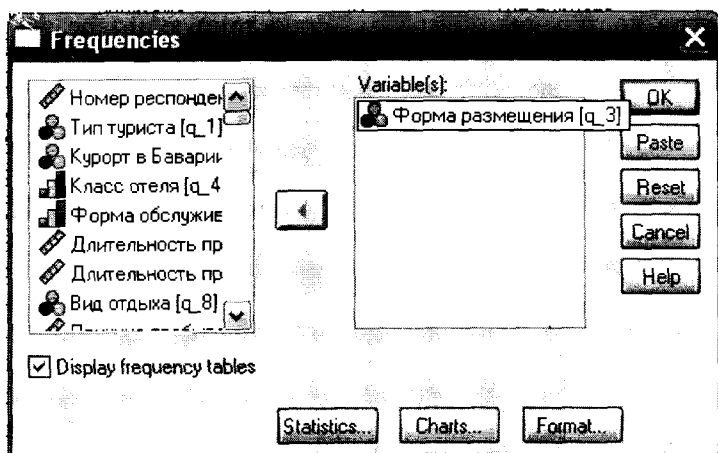 Frequencies
Номер респонден
Тип туриста [q_1]
Курорт в Баварии
Класс отеля [q_4
Форма обслужив
Длительность пр
Длительность пр
Вид отдыха [q_8]
Variable(s):
Форма размещения [q_3]
OK
Paste
Reset
Cancel
Help
Display frequency tables
Statistics...
Charts...
Format...